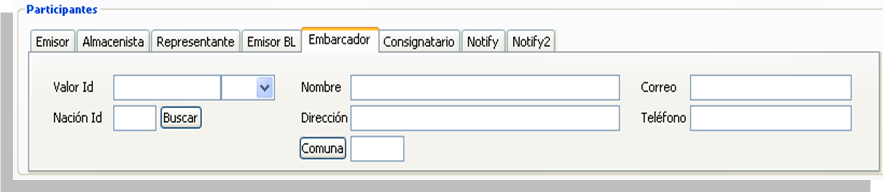 Participantes
Emisor Almacenista Representante Emisor BL Embarcador Consignatario Notify Notify2
Valor Id Nombre Correo
Nación Id Buscar Dirección Teléfono
Comuna